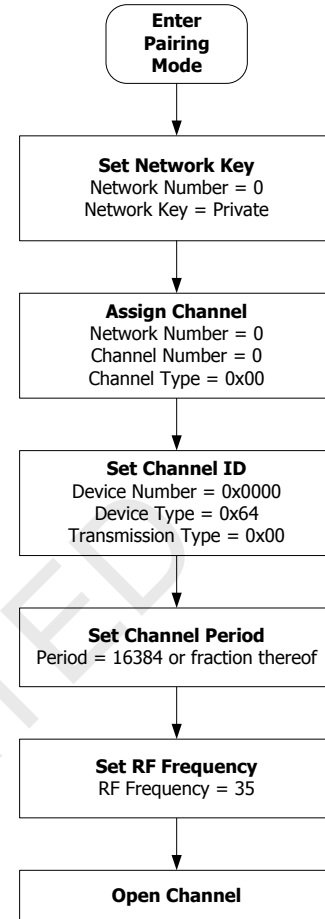 Enter
Pairing
Mode
Set Network Key
Network Number = 0
Network Key = Private
Assign Channel
Network Number = 0
Channel Number = 0
Channel Type = 0x00
Set Channel ID
Device Number = 0x0000
Device Type = 0x64
Transmission Type = 0x00
Set Channel Period
Period = 16384 or fraction thereof
Set RF Frequency
RF Frequency = 35
Open Channel
TED